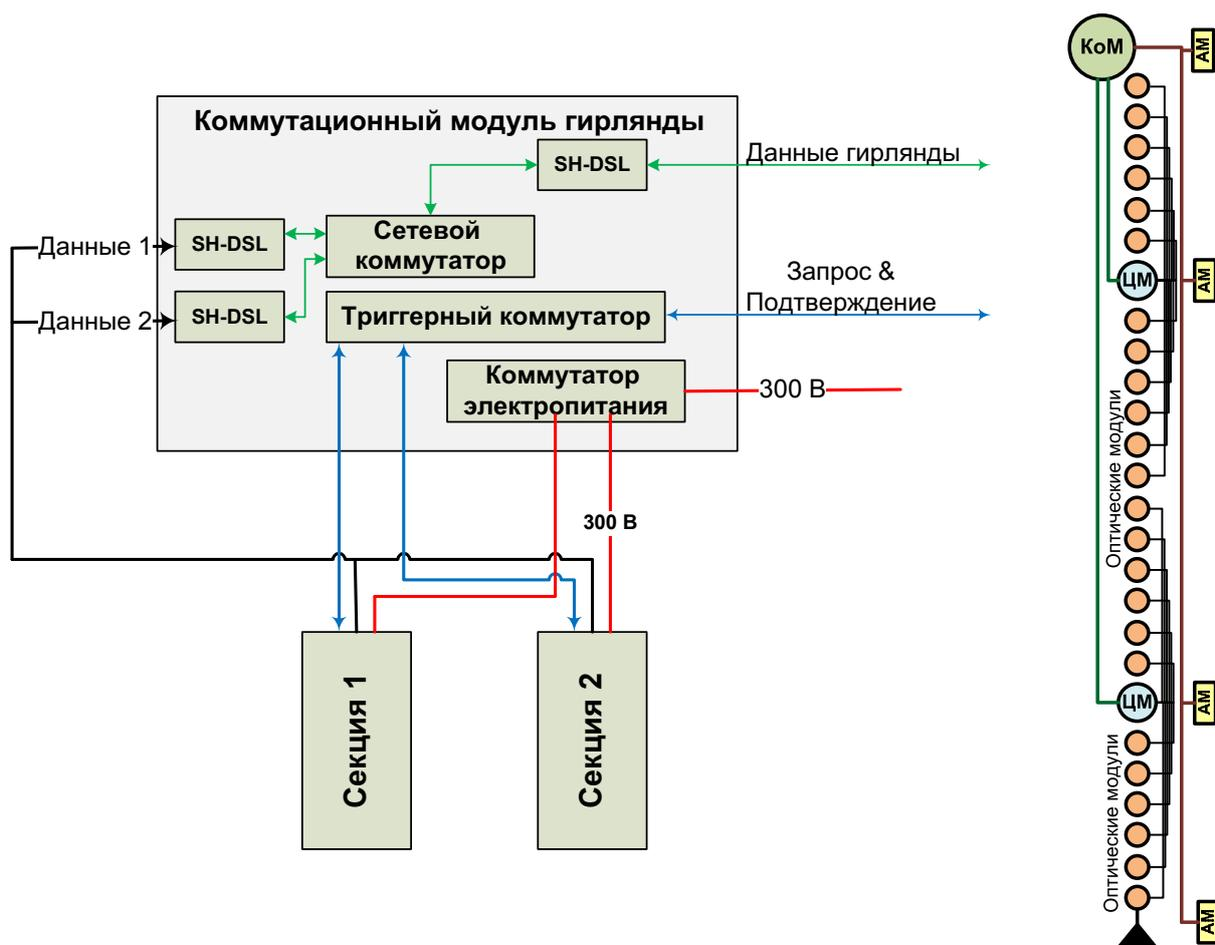 Коммутационный модуль гирлянды
SH-DSL
Данные гирлянды
Данные 1
SH-DSL
Сетевой
коммутатор
Данные 2
SH-DSL
Триггерный коммутатор
Запрос &
Подтверждение
Коммутатор
электропитания
300 В
300 В
Секция 1
Секция 2
КоМ
АМ
ЦМ
АМ
Оптические модули
ЦМ
АМ
Оптические модули
АМ